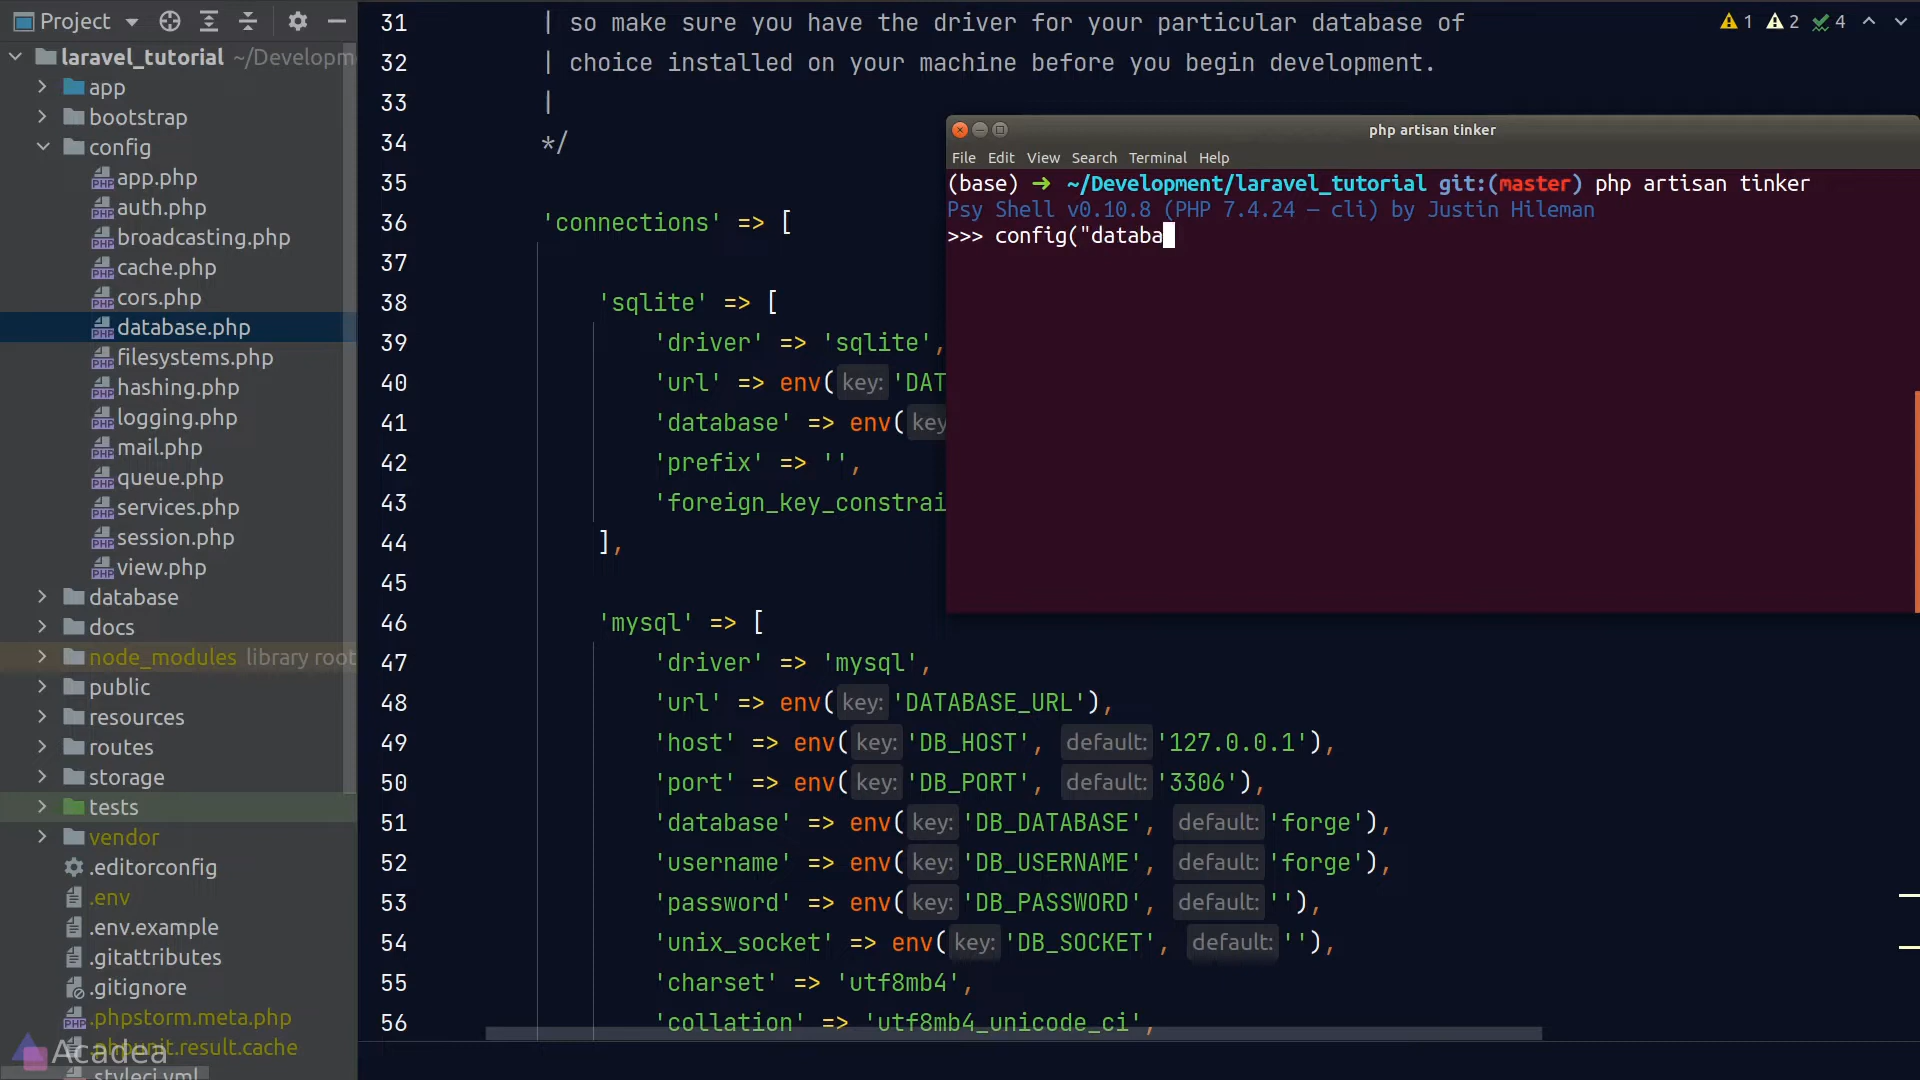 Project
laravel_tutorial ~/Developm
app
bootstrap
config
app.php
auth.php
broadcasting.php
cache.php
cors.php
database.php
filesystems.php
hashing.php
logging.php
mail.php
queue.php
services.php
session.php
view.php
database
docs
node_modules library root
public
resources
routes
storage
tests
vendor
.editorconfig
.env
.env.example
.gitattributes
.gitignore
.phpstorm.meta.php
.phpunit.result.cache
.styleci.yml
Acadea
31 | so make sure you have the driver for your particular database of
32 | choice installed on your machine before you begin development.
33 |
34 */
35
36 'connections' => [
37
38 'sqlite' => [
39 'driver' => 'sqlite',
40 'url' => env( key: 'DAT
41 'database' => env( key
42 'prefix' => '',
43 'foreign_key_constrai
44 ],
45
46 'mysql' => [
47 'driver' => 'mysql',
48 'url' => env( key: 'DATABASE_URL'),
49 'host' => env( key: 'DB_HOST', default: '127.0.0.1'),
50 'port' => env( key: 'DB_PORT', default: '3306'),
51 'database' => env( key: 'DB_DATABASE', default: 'forge'),
52 'username' => env( key: 'DB_USERNAME', default: 'forge'),
53 'password' => env( key: 'DB_PASSWORD', default: ''),
54 'unix_socket' => env( key: 'DB_SOCKET', default: ''),
55 'charset' => 'utf8mb4',
56 'collation' => 'utf8mb4_unicode_ci',
1 2 4
php artisan tinker
File Edit View Search Terminal Help
(base) ➜ ~/Development/laravel_tutorial git:(master) php artisan tinker
Psy Shell v0.10.8 (PHP 7.4.24 — cli) by Justin Hileman
>>> config("databa